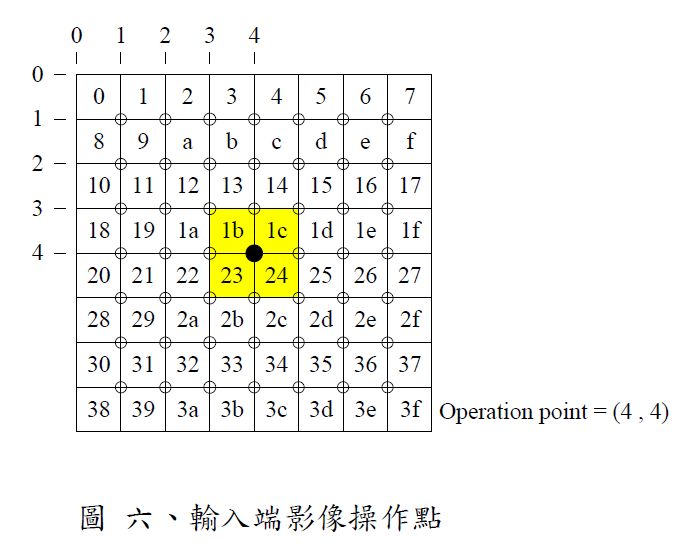 0 1 2 3 4
0 0 1 2 3 4 5 6 7
1
8 9 a b c d e f
2
10 11 12 13 14 15 16 17
3
18 19 1a 1b 1c 1d 1e 1f
4
20 21 22 23 24 25 26 27
28 29 2a 2b 2c 2d 2e 2f
30 31 32 33 34 35 36 37
38 39 3a 3b 3c 3d 3e 3f Operation point = (4 , 4)
圖 六、輸入端影像操作點